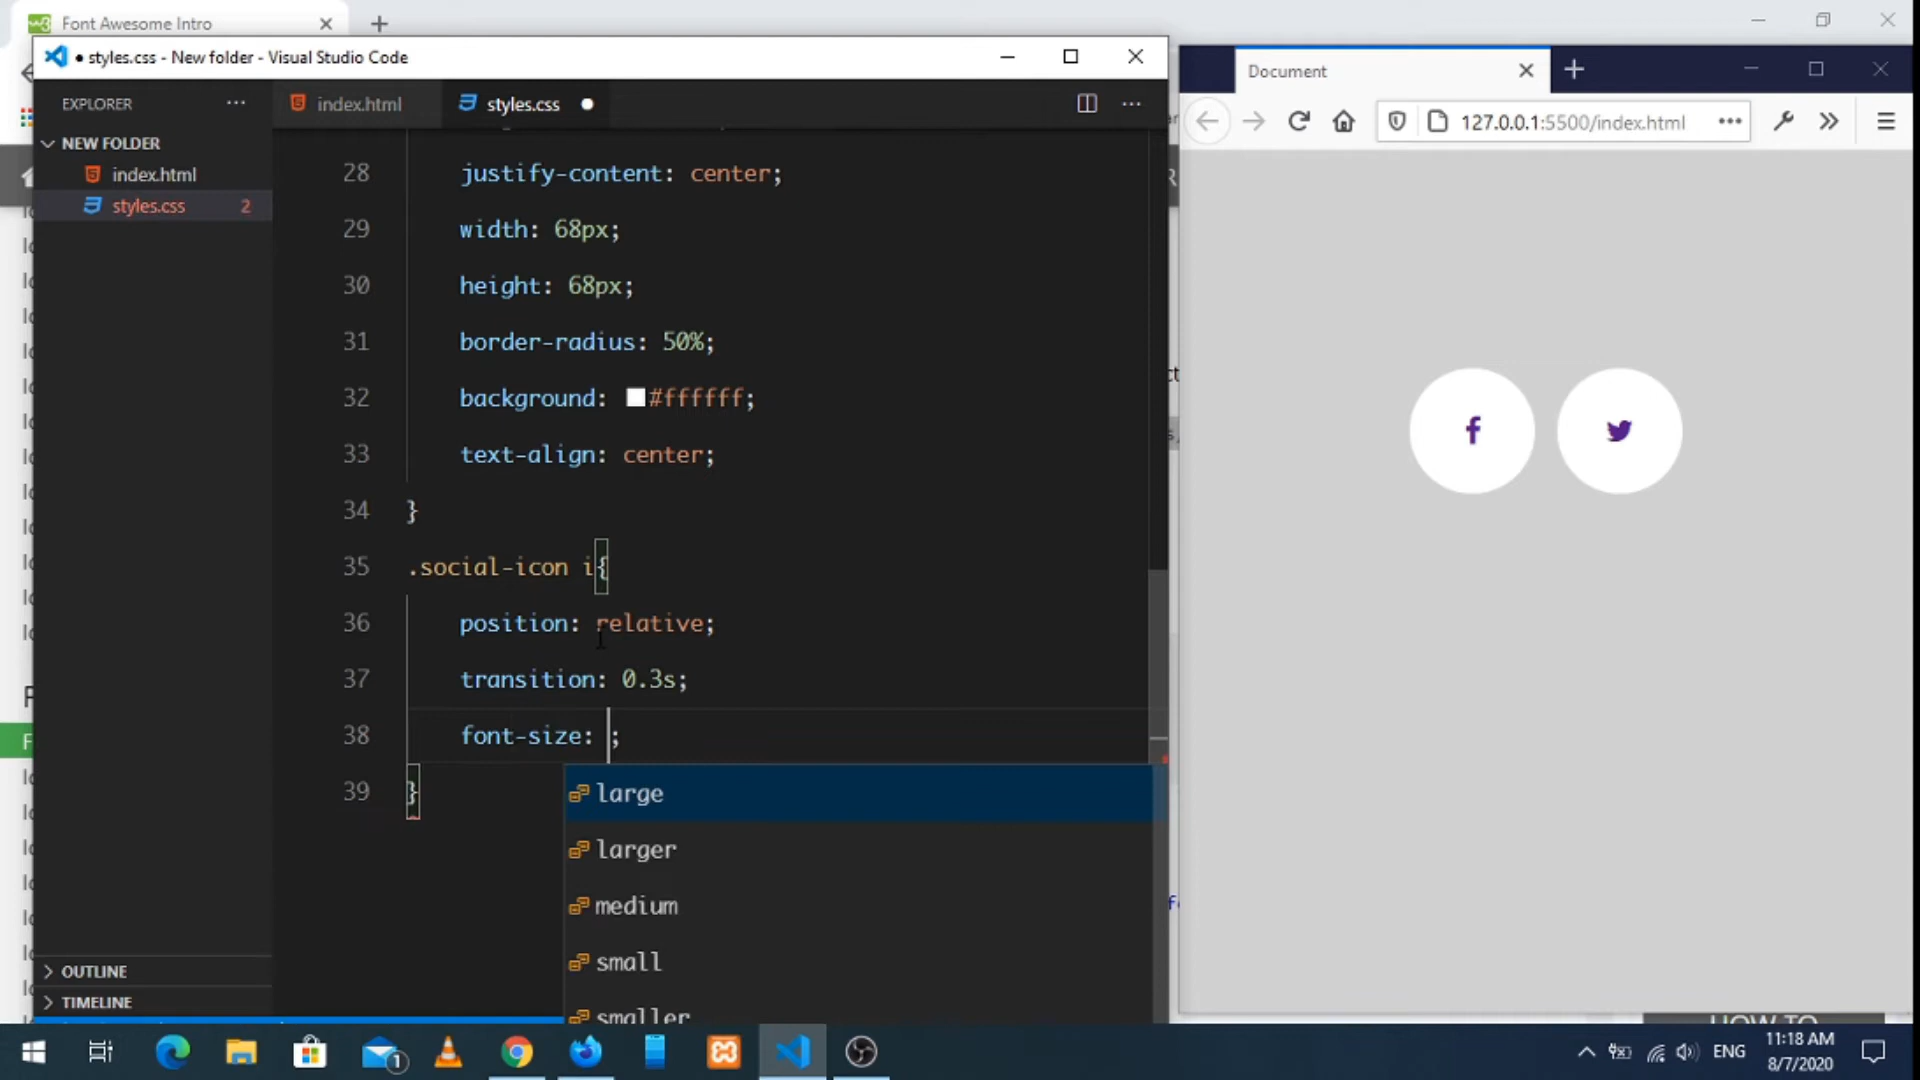 Font Awesome Intro
styles.css - New folder - Visual Studio Code
Document
EXPLORER
index.html
styles.css
127.0.0.1:5500/index.html
NEW FOLDER
index.html
styles.css 2
28 justify-content: center;
29 width: 68px;
30 height: 68px;
31 border-radius: 50%;
32 background: #ffffff;
33 text-align: center;
34 }
35 .social-icon i{
36 position: relative;
37 transition: 0.3s;
38 font-size: ;
39 }
large
larger
medium
small
smaller
OUTLINE
TIMELINE
HOW TO
1
ENG
11:18 AM
8/7/2020